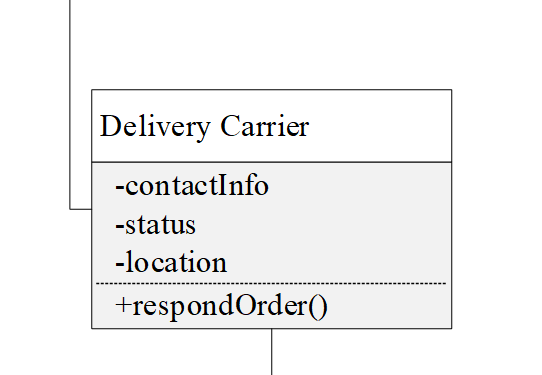 Delivery Carrier
-contactInfo
-status
-location
+respondOrder()